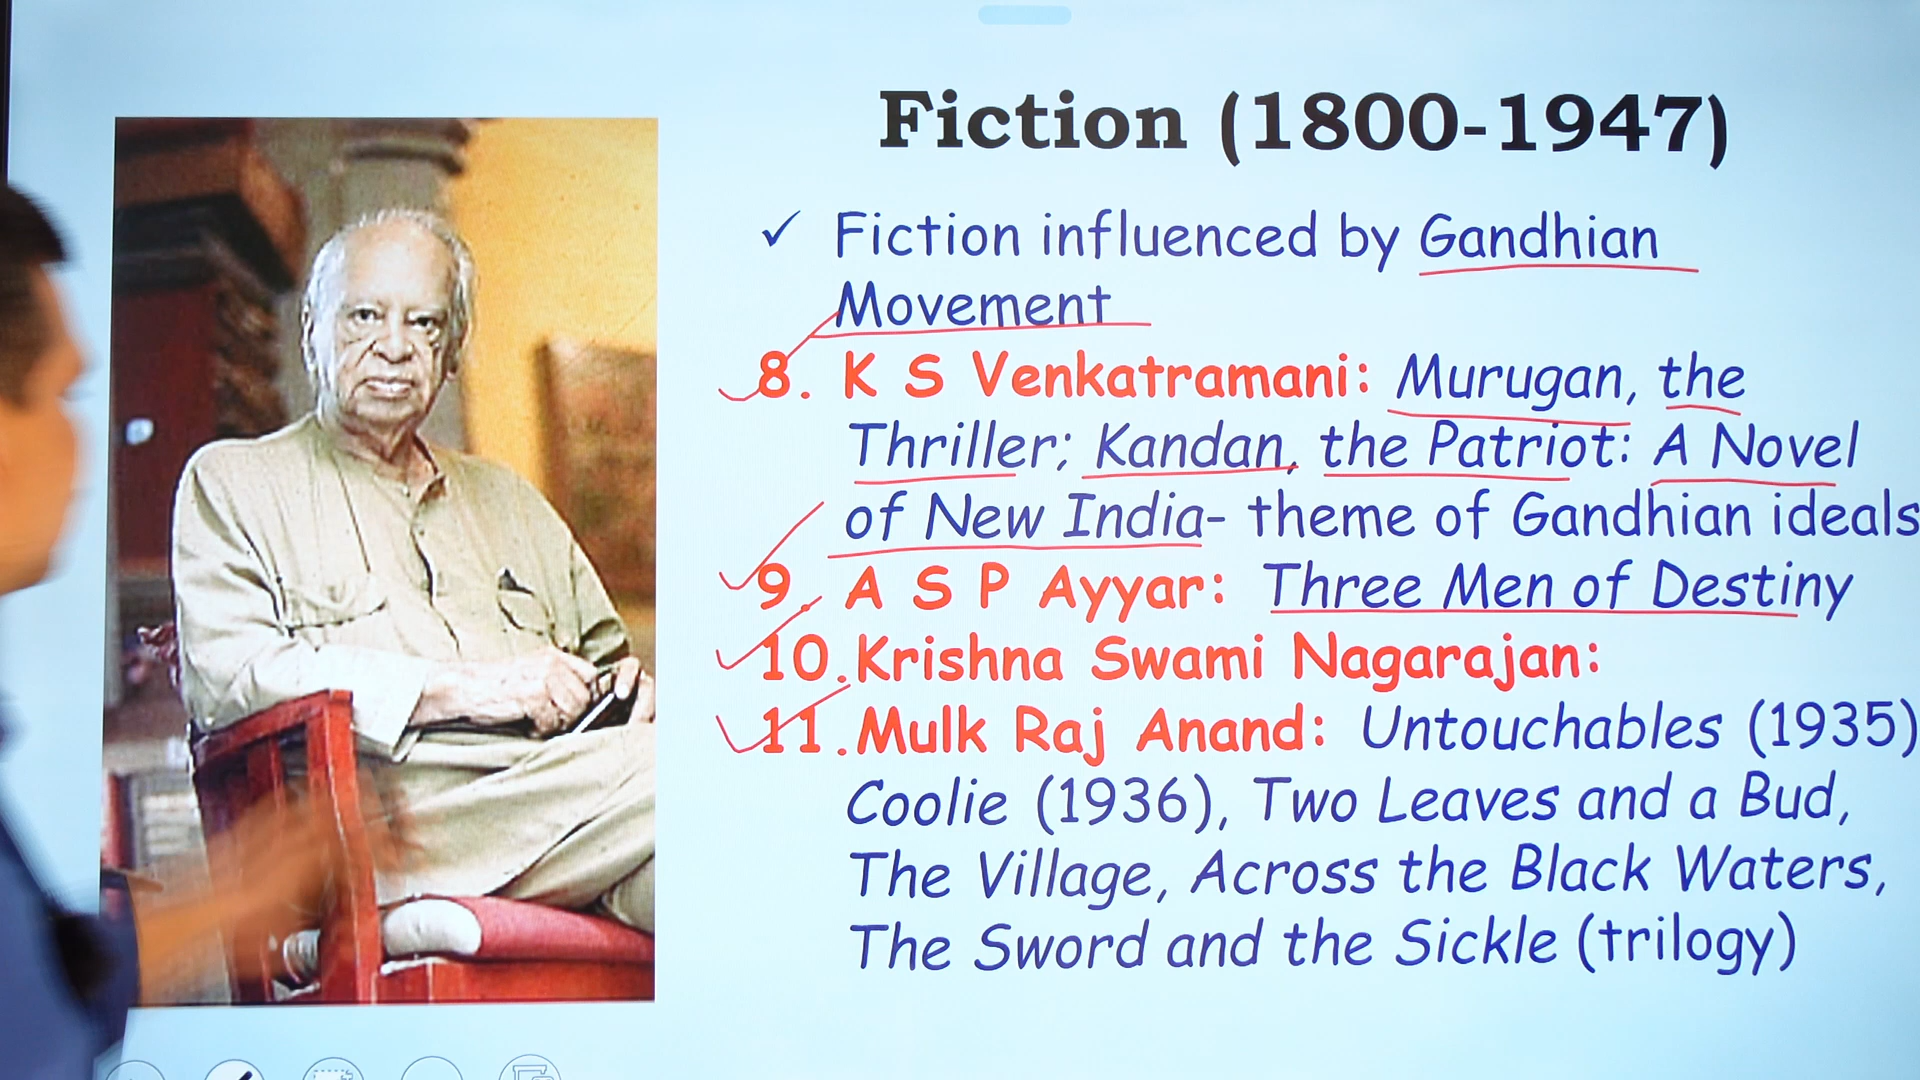 Fiction (1800-1947)
✓ Fiction influenced by Gandhian
Movement
8. K S Venkatramani: Murugan, the
Thriller; Kandan, the Patriot: A Novel
of New India- theme of Gandhian ideals
9. A S P Ayyar: Three Men of Destiny
10.Krishna Swami Nagarajan:
11.Mulk Raj Anand: Untouchables (1935)
Coolie (1936), Two Leaves and a Bud,
The Village, Across the Black Waters,
The Sword and the Sickle (trilogy)